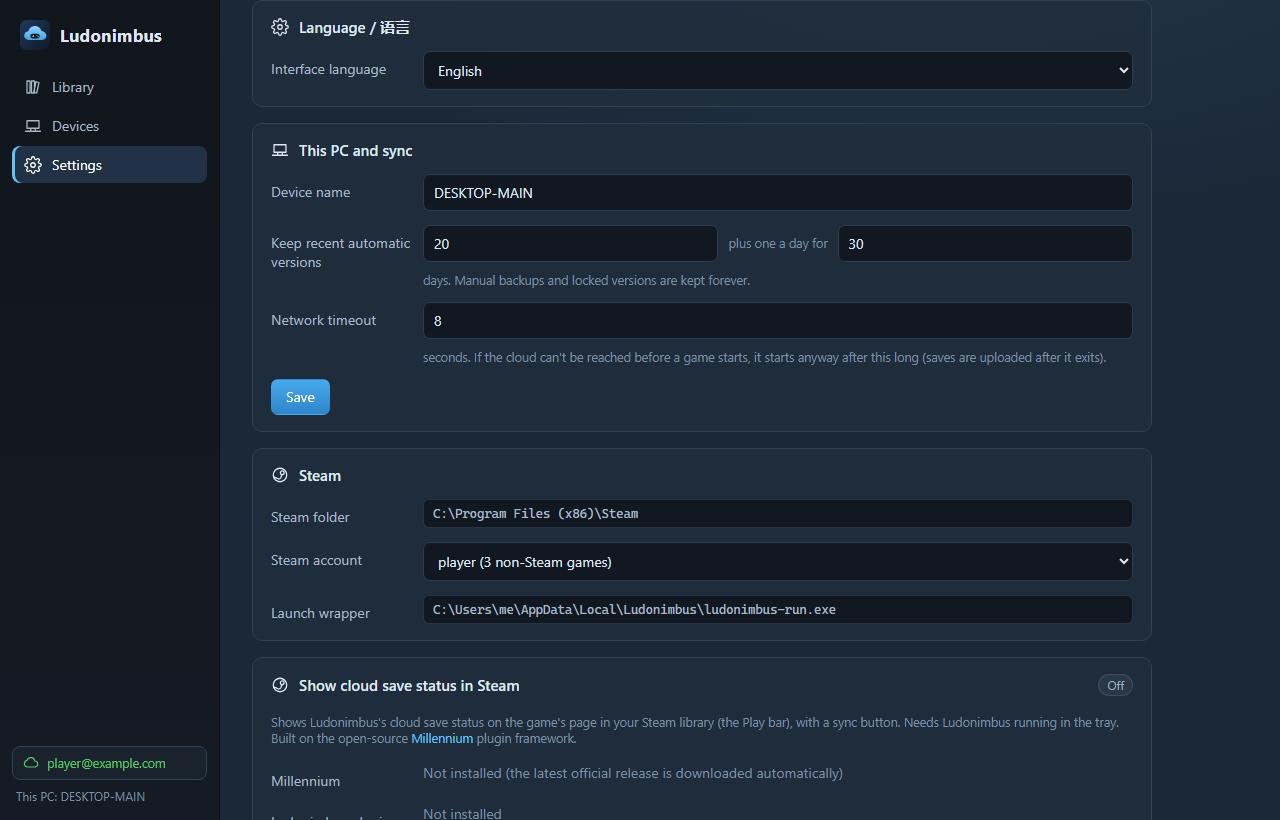 Ludonimbus
Library
Devices
Settings
player@example.com
This PC: DESKTOP-MAIN
Language / 语言
Interface language
English
This PC and sync
Device name
DESKTOP-MAIN
Keep recent automatic versions
20
plus one a day for
30
days. Manual backups and locked versions are kept forever.
Network timeout
8
seconds. If the cloud can't be reached before a game starts, it starts anyway after this long (saves are uploaded after it exits).
Save
Steam
Steam folder
C:\Program Files (x86)\Steam
Steam account
player (3 non-Steam games)
Launch wrapper
C:\Users\me\AppData\Local\Ludonimbus\ludonimbus-run.exe
Show cloud save status in Steam
Off
Shows Ludonimbus's cloud save status on the game's page in your Steam library (the Play bar), with a sync button. Needs Ludonimbus running in the tray.
Built on the open-source Millennium plugin framework.
Millennium
Not installed (the latest official release is downloaded automatically)
Not installed